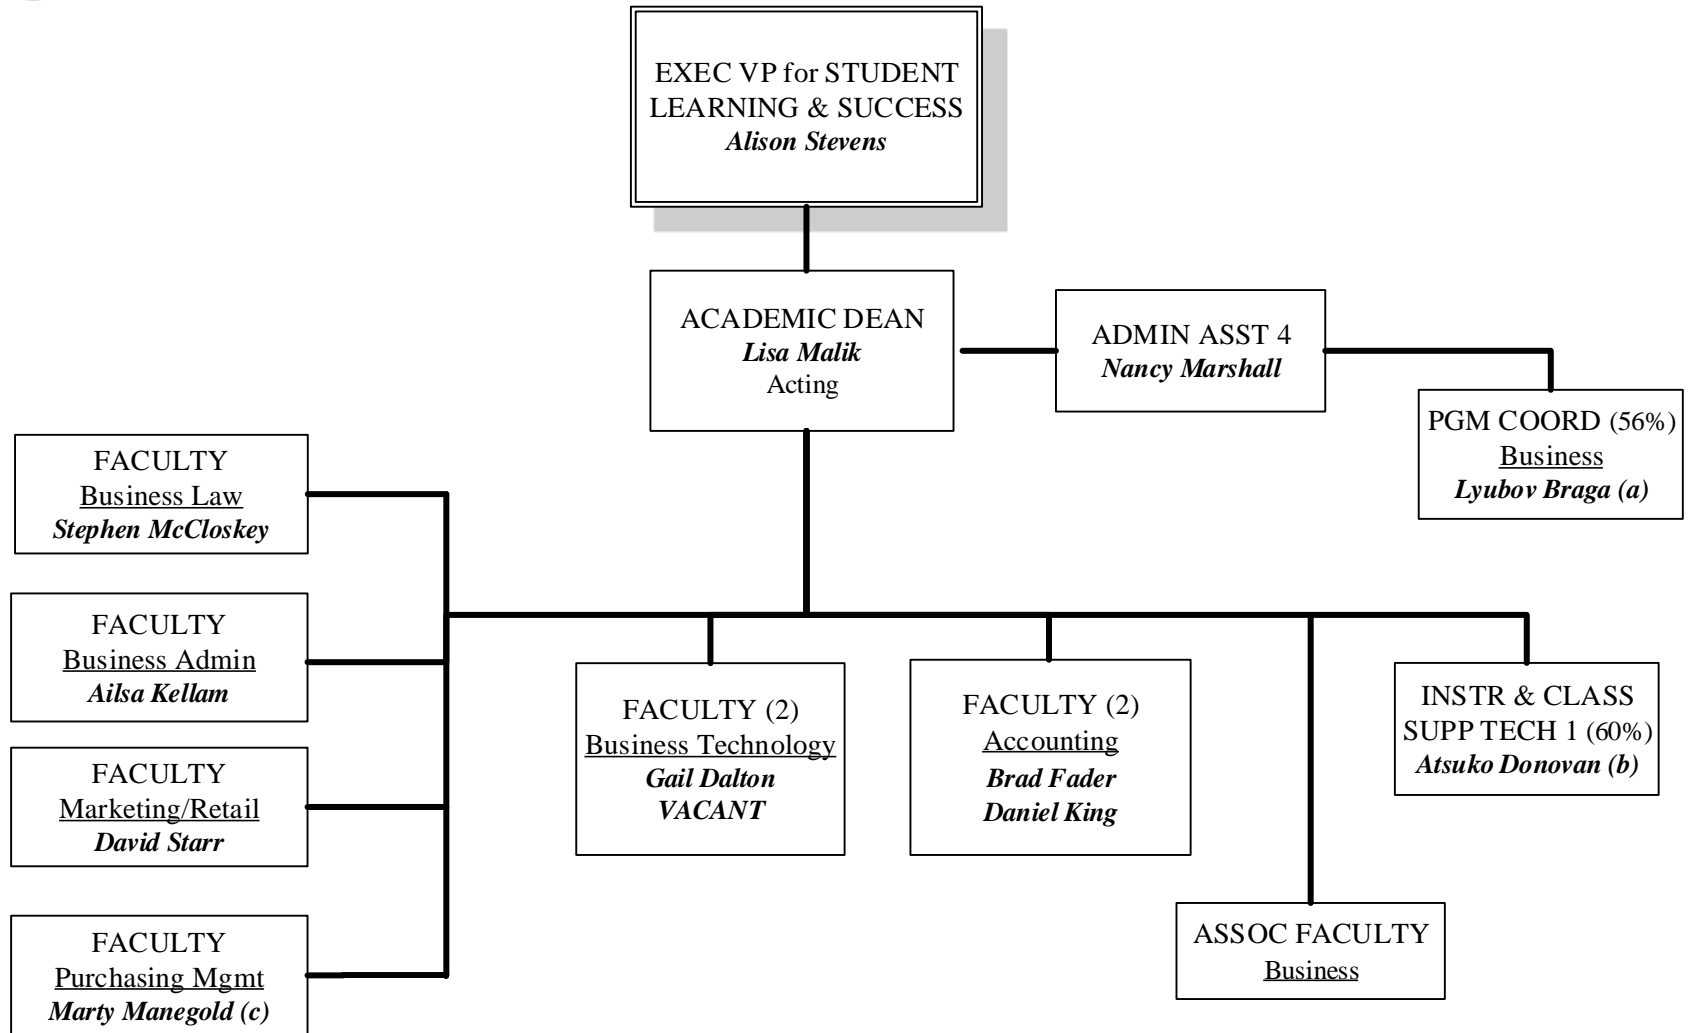 EXEC VP for STUDENT
LEARNING & SUCCESS
Alison Stevens
ACADEMIC DEAN
Lisa Malik
Acting
ADMIN ASST 4
Nancy Marshall
PGM COORD (56%)
Business
Lyubov Braga (a)
FACULTY
Business Law
Stephen McCloskey
FACULTY
Business Admin
Ailsa Kellam
FACULTY
Marketing/Retail
David Starr
FACULTY
Purchasing Mgmt
Marty Manegold (c)
FACULTY (2)
Business Technology
Gail Dalton
VACANT
FACULTY (2)
Accounting
Brad Fader
Daniel King
ASSOC FACULTY
Business
INSTR & CLASS
SUPP TECH 1 (60%)
Atsuko Donovan (b)